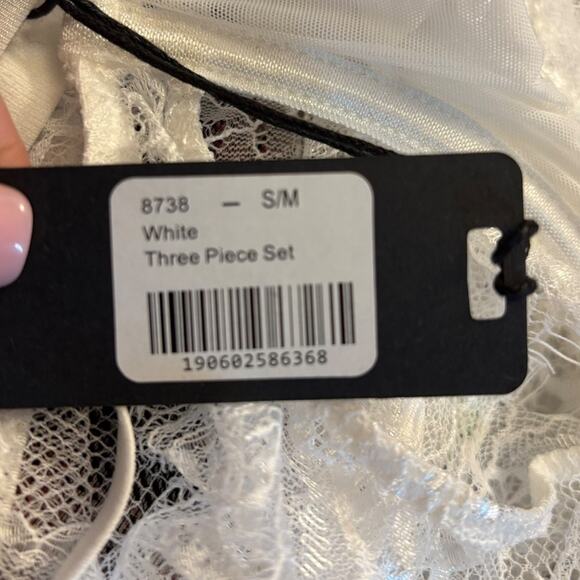 8738 – S/M
White
Three Piece Set
190602586368